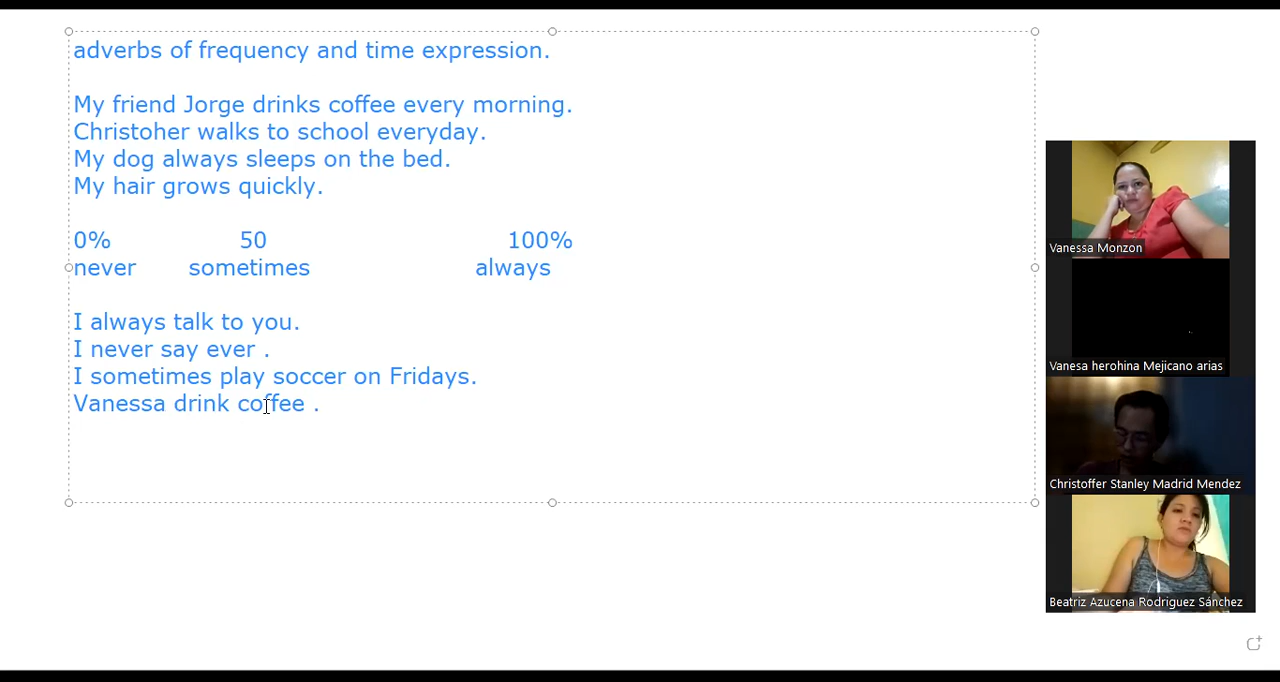 adverbs of frequency and time expression.
My friend Jorge drinks coffee every morning.
Christoher walks to school everyday.
My dog always sleeps on the bed.
My hair grows quickly.
0% 50 100%
never sometimes always
I always talk to you.
I never say ever .
I sometimes play soccer on Fridays.
Vanessa drink coffee .
Vanessa Monzon
Vanesa herohina Mejicano arias
Christoffer Stanley Madrid Mendez
Beatriz Azucena Rodriguez Sánchez